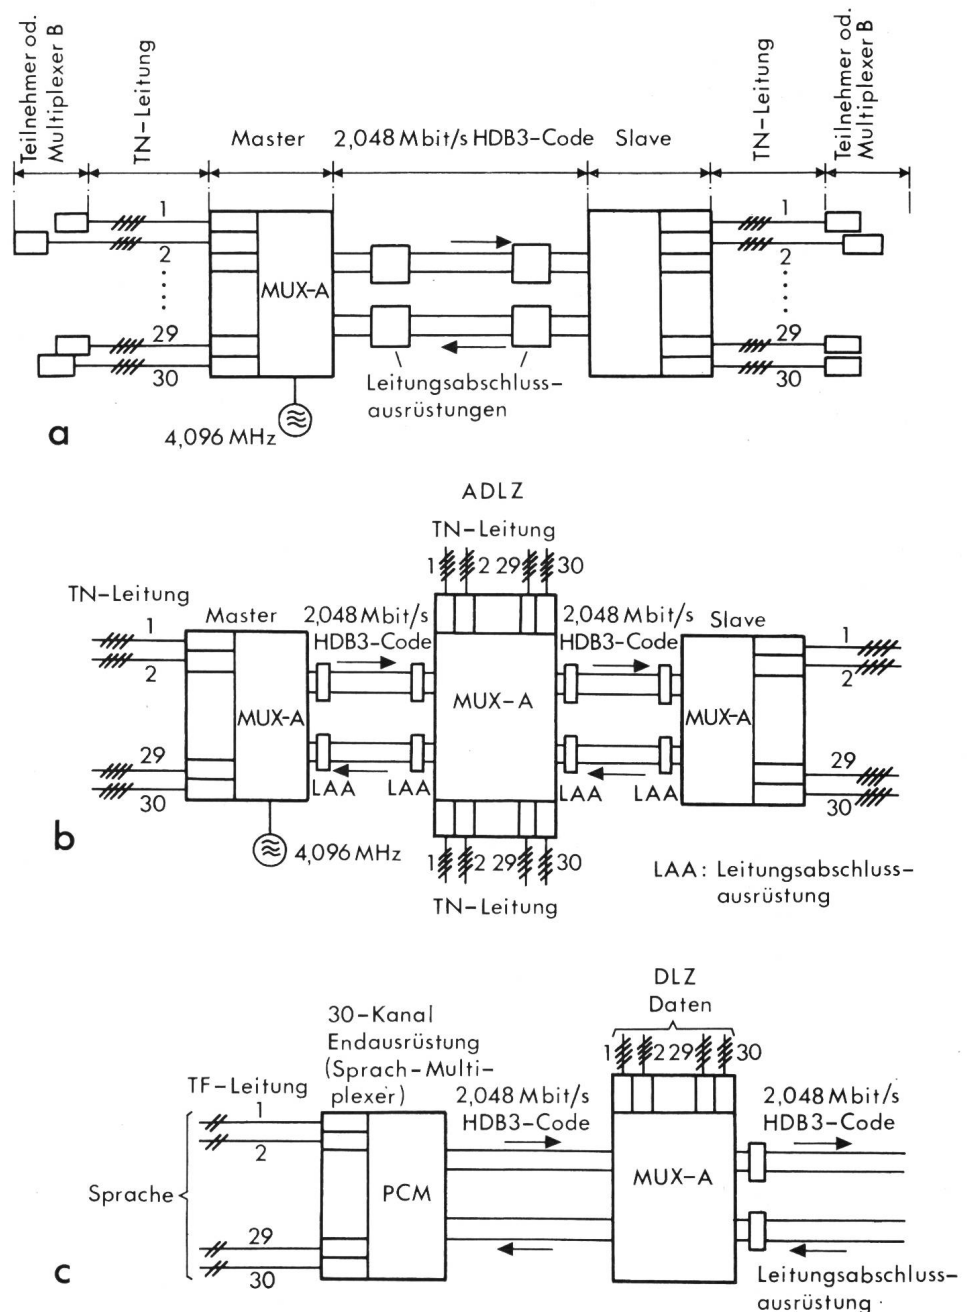 Teilnehmer od.
Multiplexer B
TN-Leitung
Master
2,048 Mbit/s HDB3-Code
Slave
TN-Leitung
Teilnehmer od.
Multiplexer B
1
2
29
30
MUX-A
1
2
29
30
Leitungsabschluss-
ausrüstungen
4,096 MHz
a
ADLZ
TN-Leitung
1
2
29
30
TN-Leitung
Master
2,048 Mbit/s
HDB3-Code
2,048 Mbit/s
HDB3-Code
Slave
1
2
29
30
MUX-A
MUX-A
MUX-A
1
2
29
30
LAA
LAA
LAA
LAA
4,096 MHz
1
2
29
30
TN-Leitung
LAA: Leitungsabschluss-
ausrüstung
b
DLZ
Daten
1
2
29
30
30-Kanal
Endausrüstung
(Sprach-Multi-
plexer)
TF-Leitung
2,048 Mbit/s
HDB3-Code
2,048 Mbit/s
HDB3-Code
1
2
Sprache
PCM
MUX-A
29
30
Leitungsabschluss-
ausrüstung
c